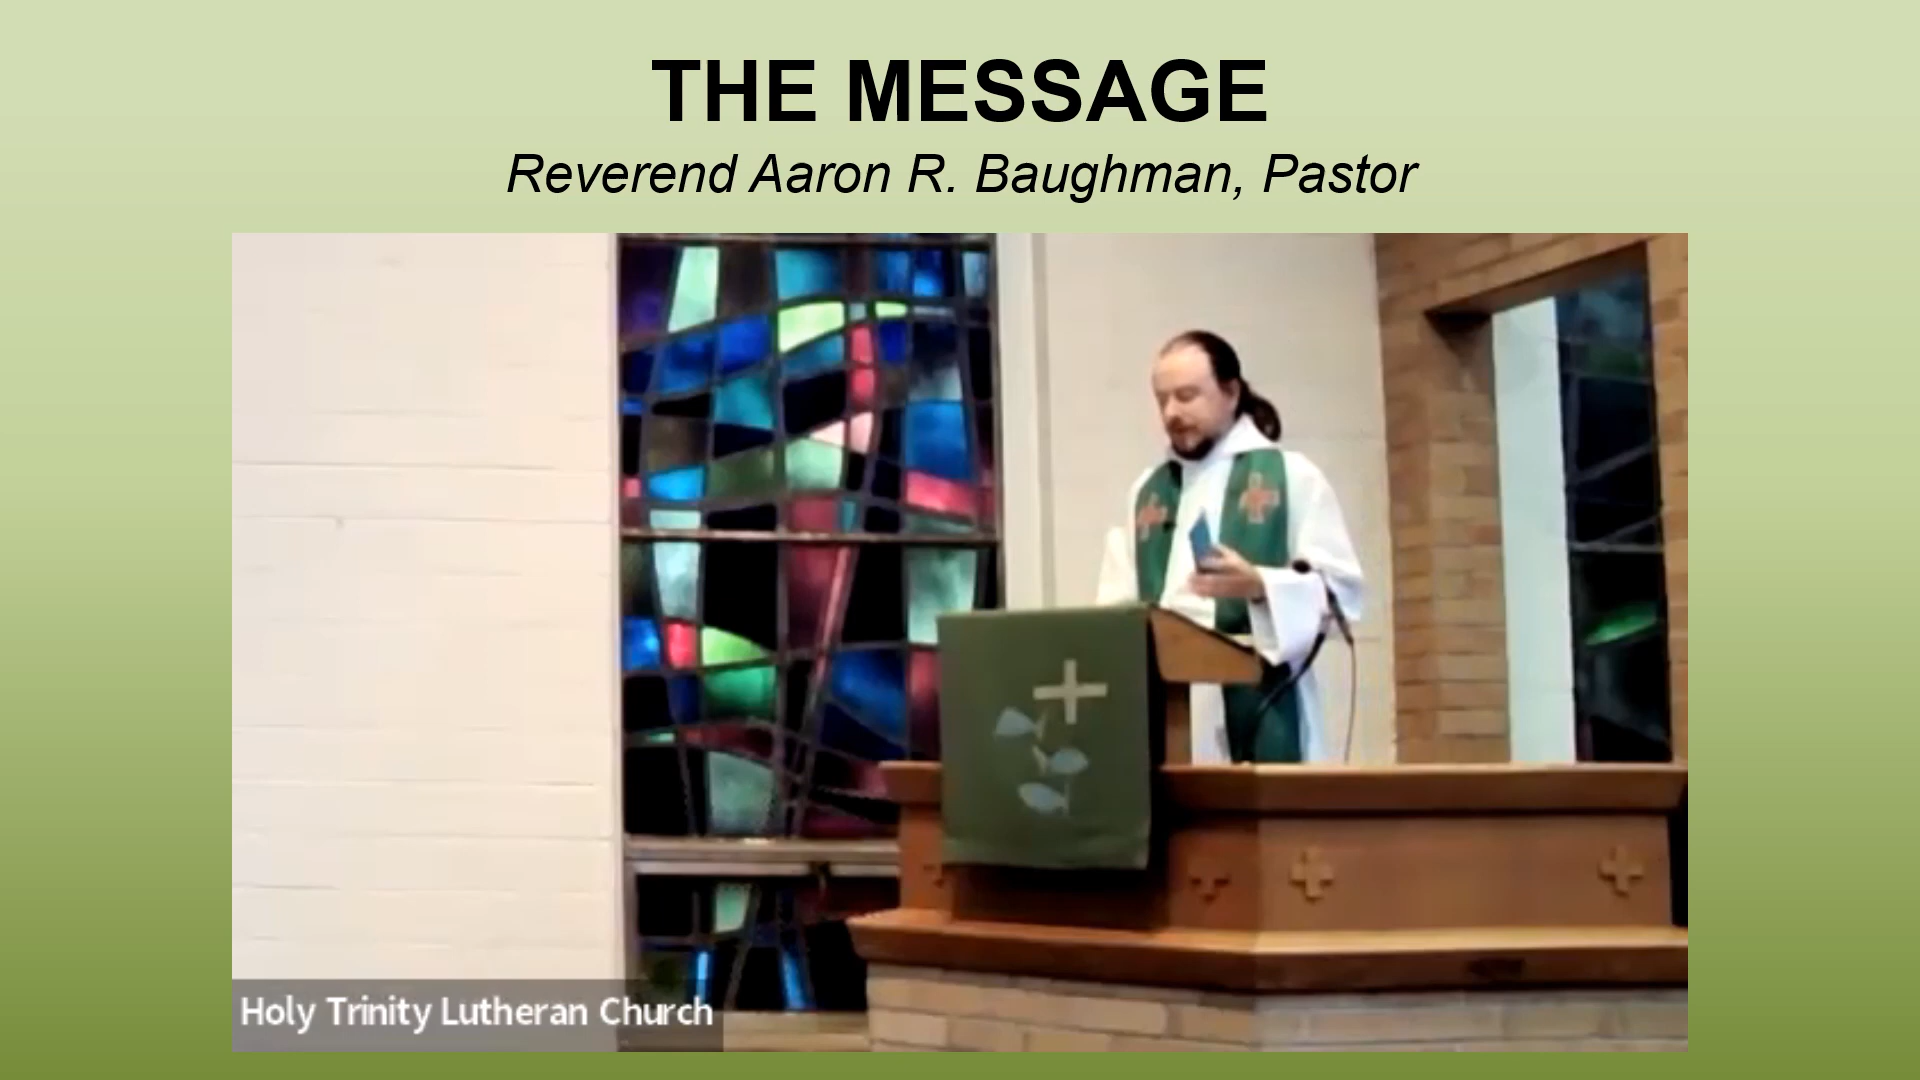 THE MESSAGE
Reverend Aaron R. Baughman, Pastor
Holy Trinity Lutheran Church